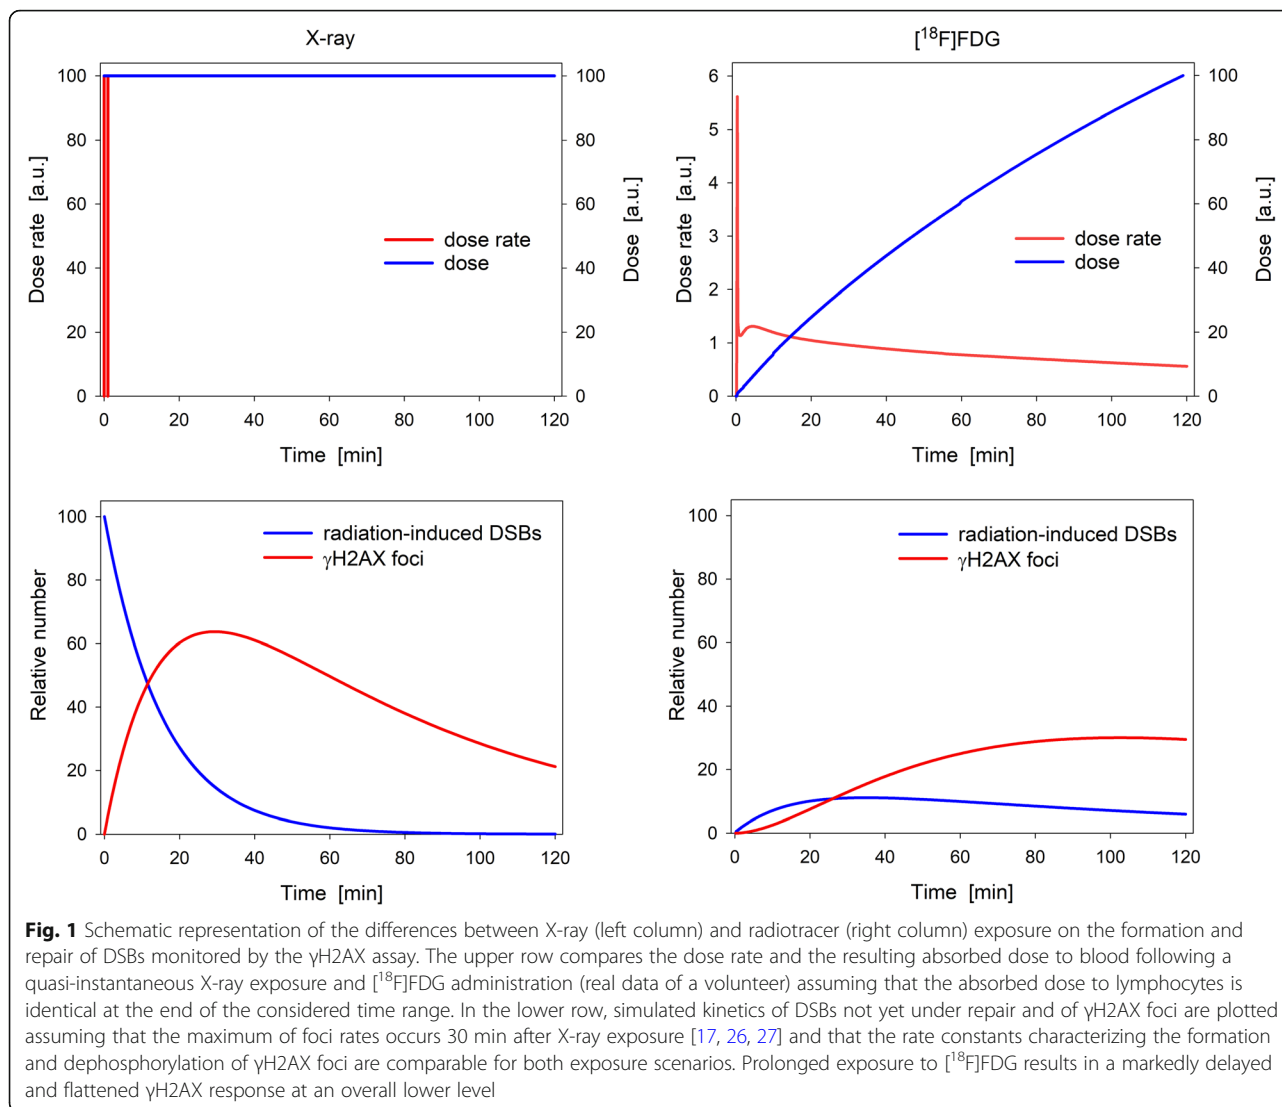 X-ray
100
80
60
40
20
0
Dose rate [a.u.]
100
80
60
40
20
0
Dose [a.u.]
dose rate
dose
0 20 40 60 80 100 120
Time [min]
[¹⁸F]FDG
6
5
4
3
2
1
0
Dose rate [a.u.]
100
80
60
40
20
0
Dose [a.u.]
dose rate
dose
0 20 40 60 80 100 120
Time [min]
100
80
60
40
20
0
Relative number
radiation-induced DSBs
γH2AX foci
0 20 40 60 80 100 120
Time [min]
100
80
60
40
20
0
Relative number
radiation-induced DSBs
γH2AX foci
0 20 40 60 80 100 120
Time [min]
Fig. 1 Schematic representation of the differences between X-ray (left column) and radiotracer (right column) exposure on the formation and
repair of DSBs monitored by the γH2AX assay. The upper row compares the dose rate and the resulting absorbed dose to blood following a
quasi-instantaneous X-ray exposure and [¹⁸F]FDG administration (real data of a volunteer) assuming that the absorbed dose to lymphocytes is
identical at the end of the considered time range. In the lower row, simulated kinetics of DSBs not yet under repair and of γH2AX foci are plotted
assuming that the maximum of foci rates occurs 30 min after X-ray exposure [17, 26, 27] and that the rate constants characterizing the formation
and dephosphorylation of γH2AX foci are comparable for both exposure scenarios. Prolonged exposure to [¹⁸F]FDG results in a markedly delayed
and flattened γH2AX response at an overall lower level